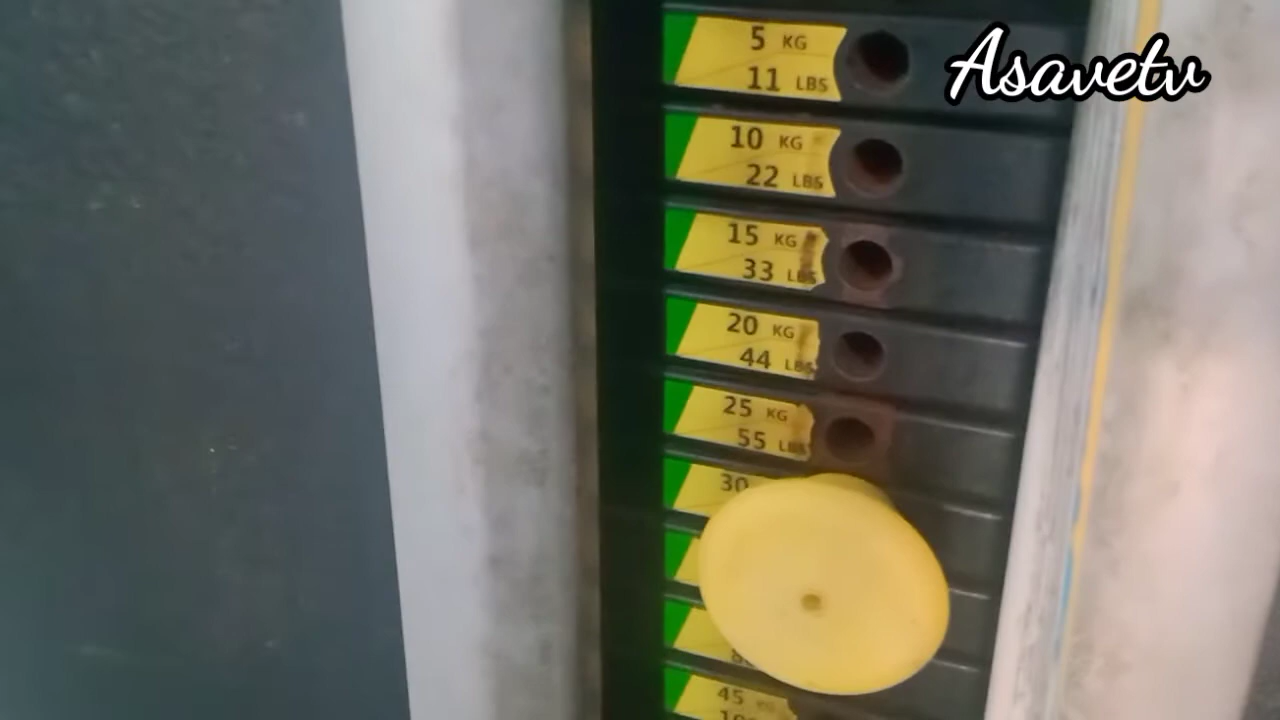 Asavetv
5 KG
11 LBS
10 KG
22 LBS
15 KG
33 LBS
20 KG
44 LBS
25 KG
55 LBS
30
45 KG